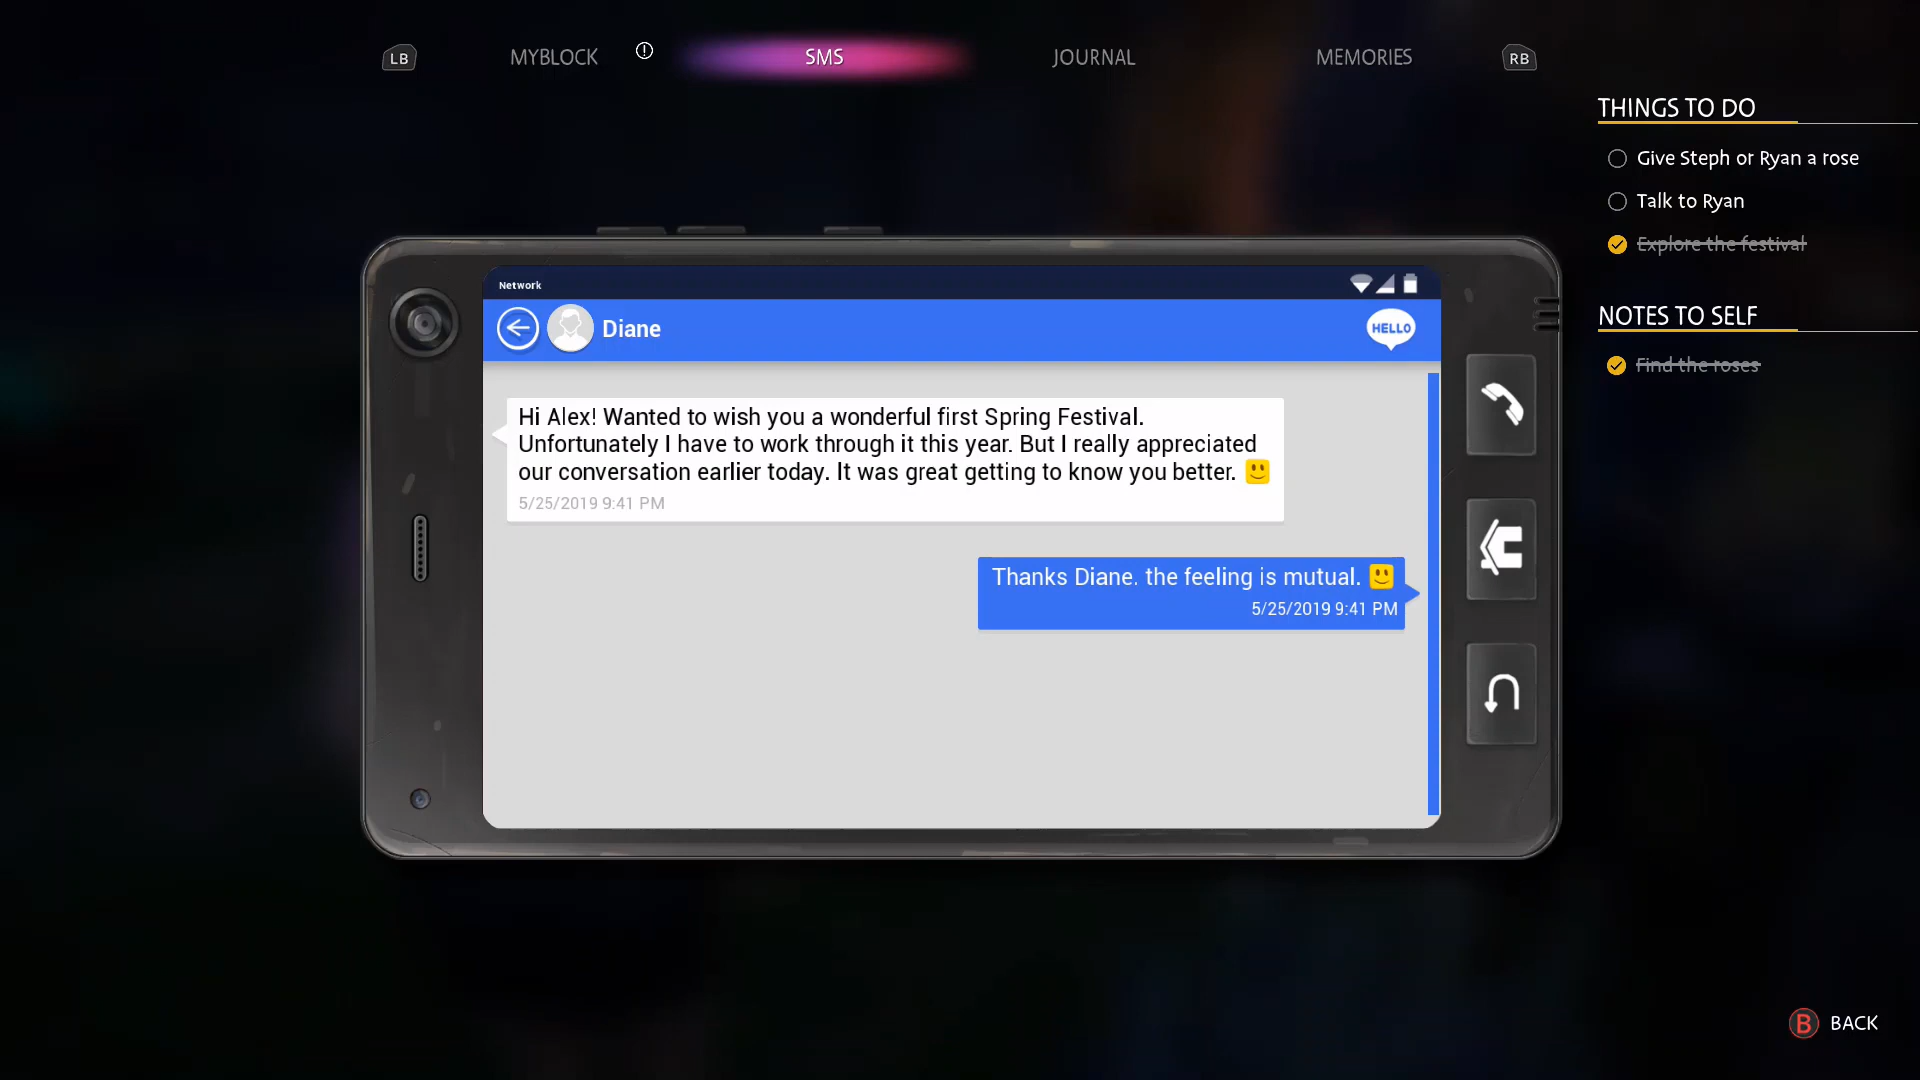 LB
MYBLOCK
SMS
JOURNAL
MEMORIES
RB
THINGS TO DO
Give Steph or Ryan a rose
Talk to Ryan
Explore the festival
NOTES TO SELF
Find the roses
Network
Diane
HELLO
Hi Alex! Wanted to wish you a wonderful first Spring Festival.
Unfortunately I have to work through it this year. But I really appreciated
our conversation earlier today. It was great getting to know you better. 🙂
5/25/2019 9:41 PM
Thanks Diane. the feeling is mutual. 🙂
5/25/2019 9:41 PM
B BACK